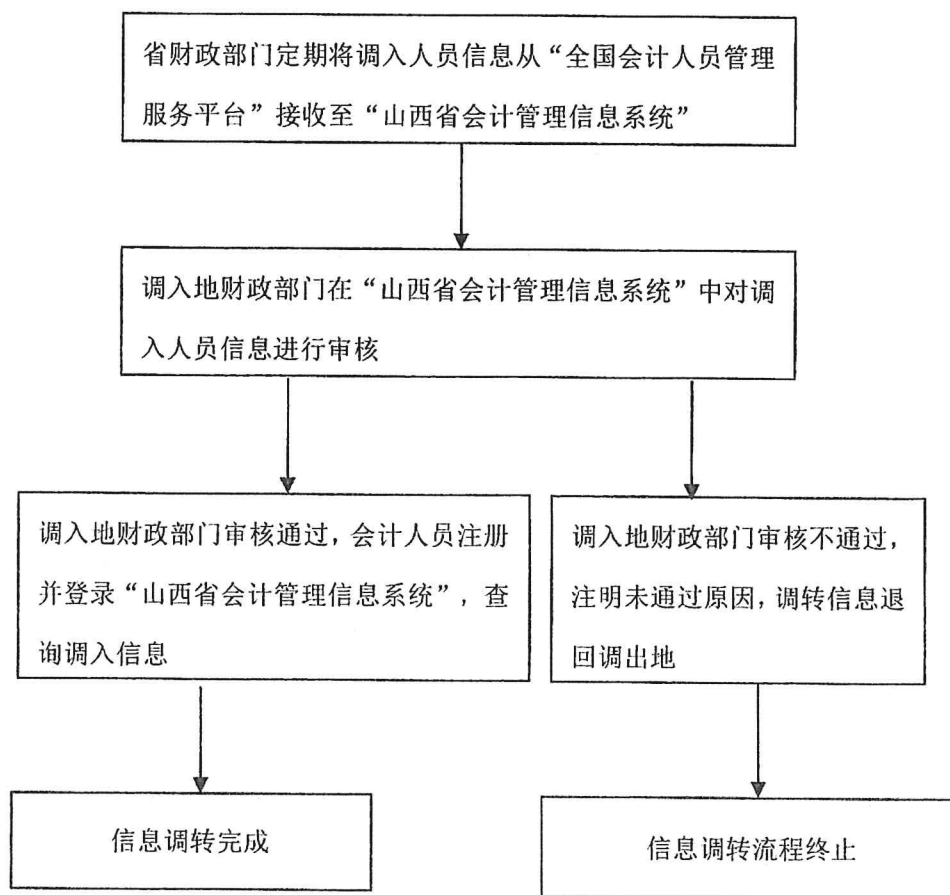 省财政部门定期将调入人员信息从“全国会计人员管理
服务平台”接收至“山西省会计管理信息系统”
调入地财政部门在“山西省会计管理信息系统”中对调
入人员信息进行审核
调入地财政部门审核通过，会计人员注册
并登录“山西省会计管理信息系统”，查
询调入信息
调入地财政部门审核不通过，
注明未通过原因，调转信息退
回调出地
信息调转完成
信息调转流程终止